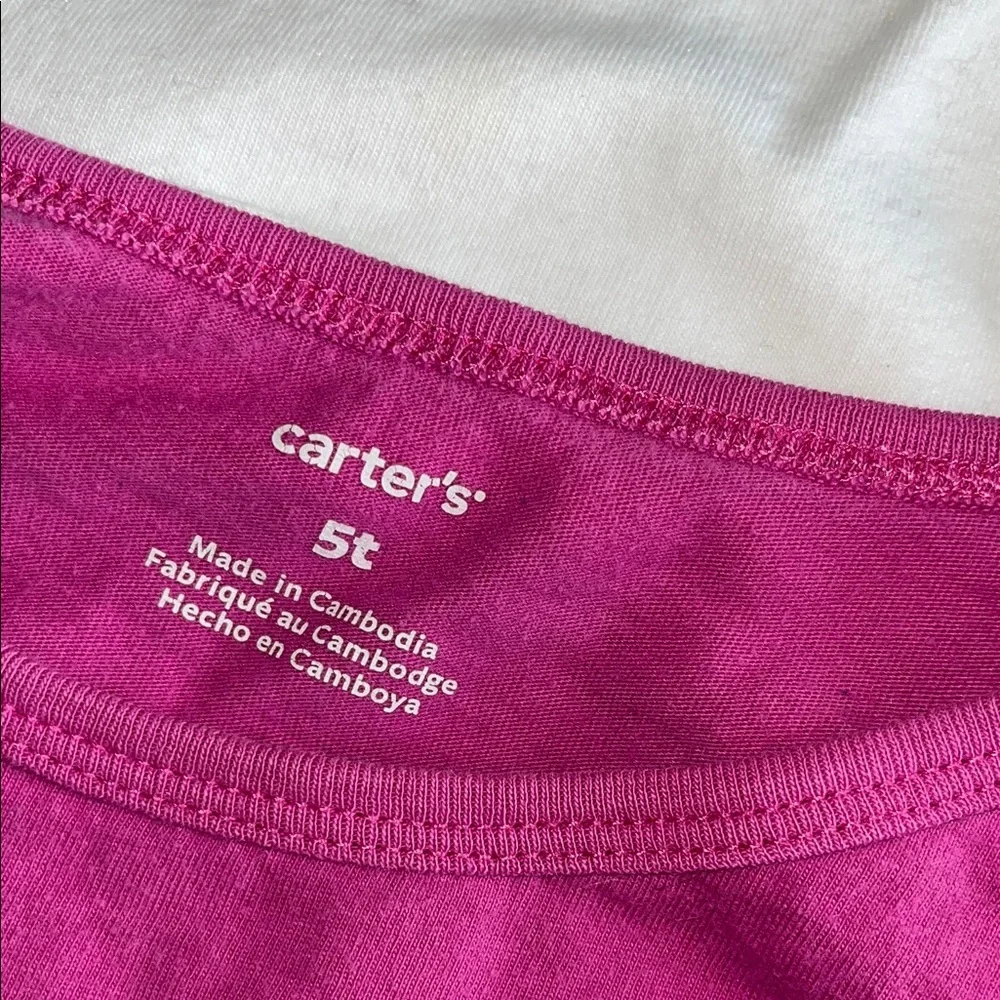 carter's
5t
Made in Cambodia
Fabriqué au Cambodge
Hecho en Camboya